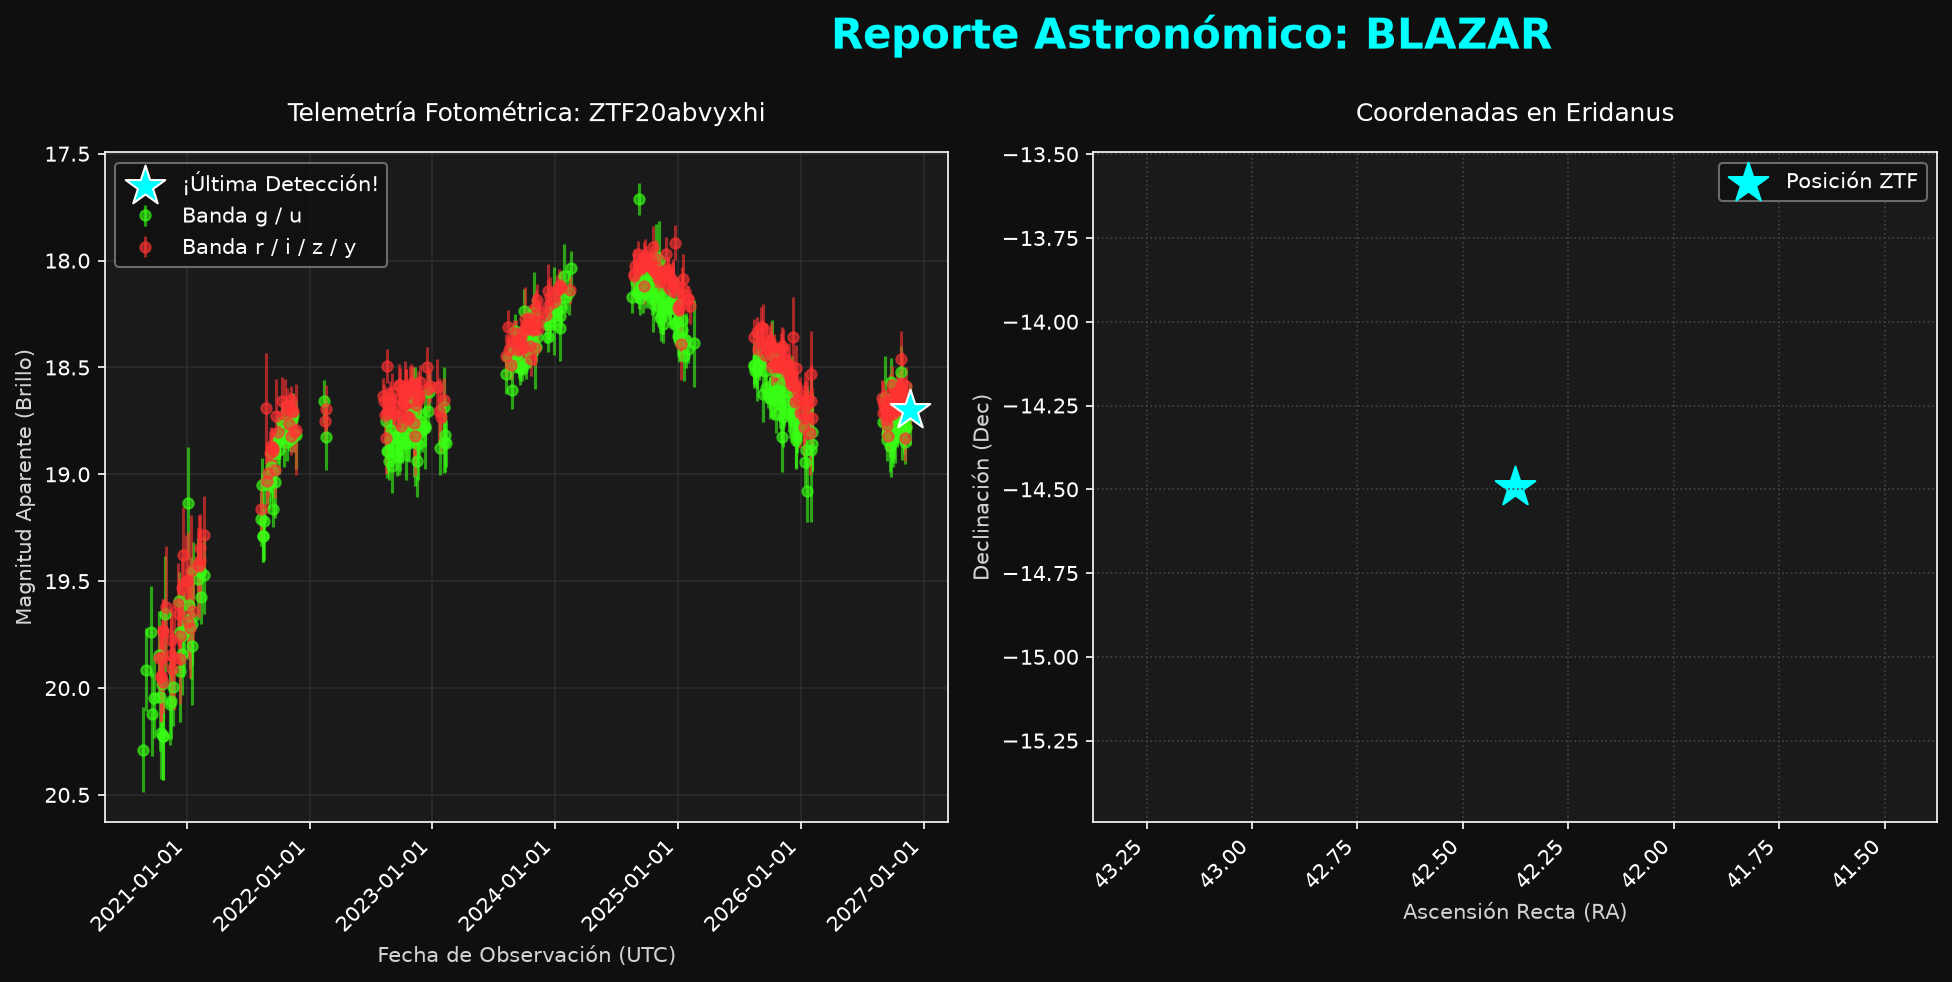 Reporte Astronómico: BLAZAR
Telemetría Fotométrica: ZTF20abvyxhi
¡Última Detección!
Banda g / u
Banda r / i / z / y
Magnitud Aparente (Brillo)
17.5
18.0
18.5
19.0
19.5
20.0
20.5
2021-01-01
2022-01-01
2023-01-01
2024-01-01
2025-01-01
2026-01-01
2027-01-01
Fecha de Observación (UTC)
Coordenadas en Eridanus
Posición ZTF
Declinación (Dec)
−13.50
−13.75
−14.00
−14.25
−14.50
−14.75
−15.00
−15.25
43.25
43.00
42.75
42.50
42.25
42.00
41.75
41.50
Ascensión Recta (RA)